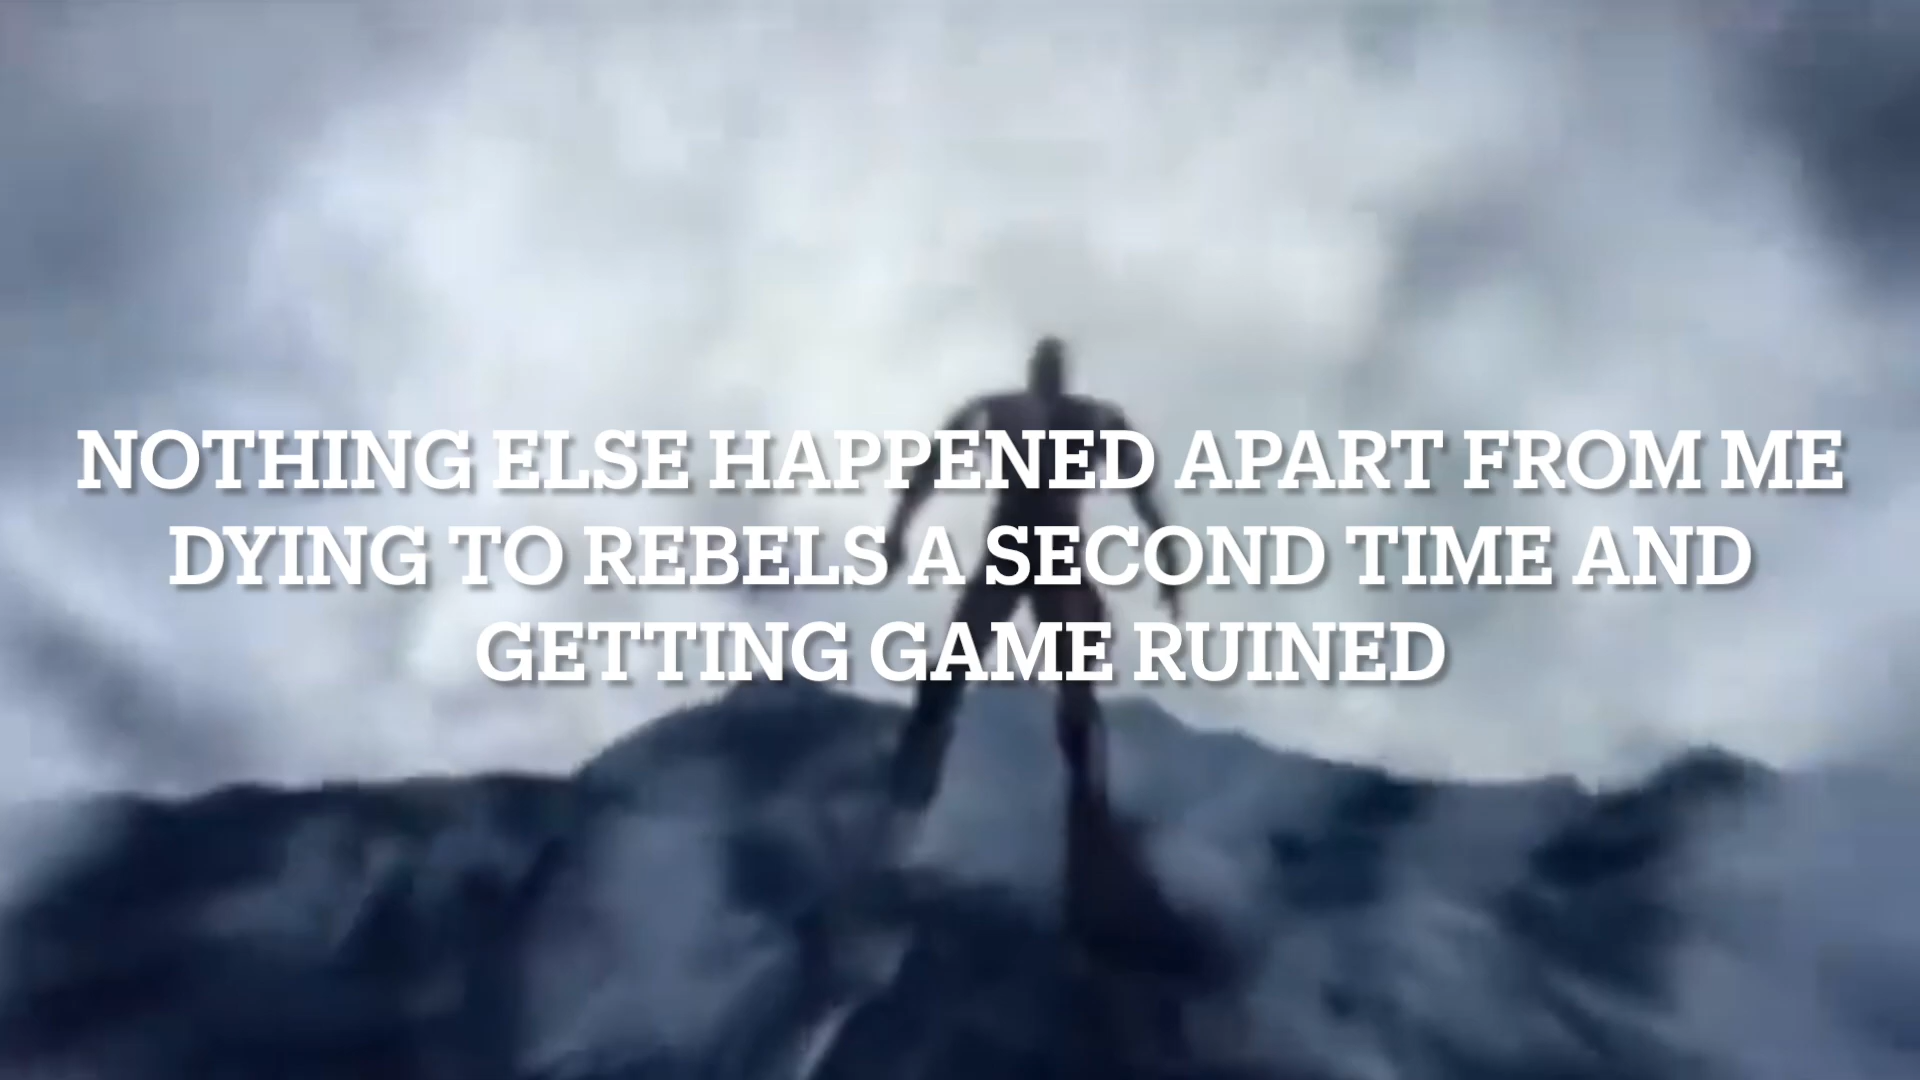 NOTHING ELSE HAPPENED APART FROM ME
DYING TO REBELS A SECOND TIME AND
GETTING GAME RUINED